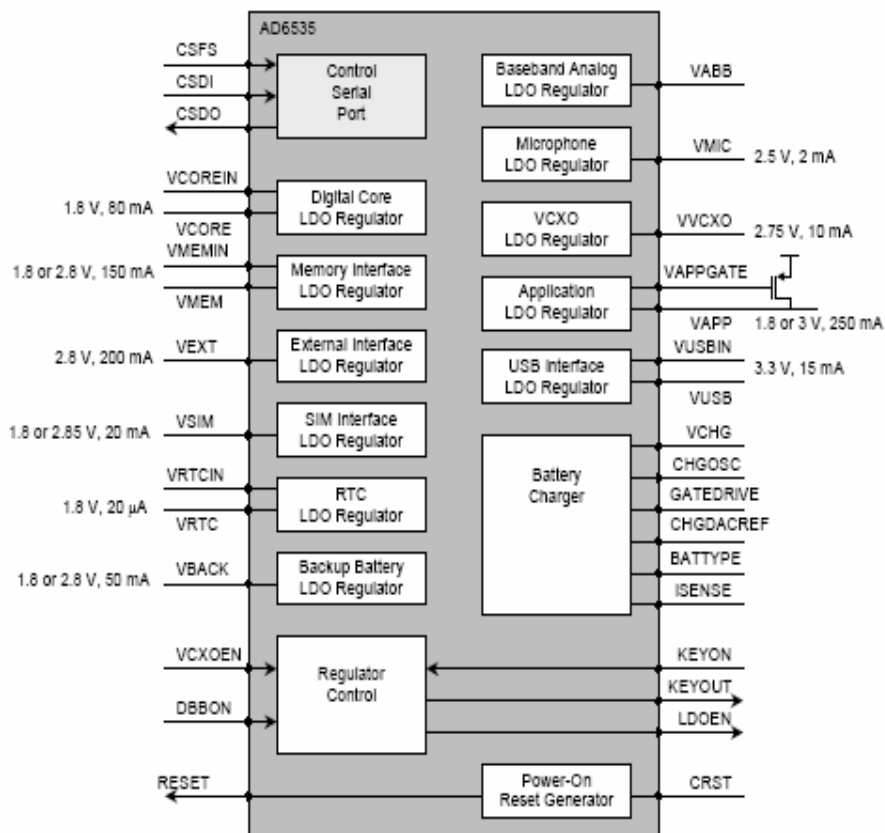 AD6535
CSFS
CSDI
CSDO
Control
Serial
Port
Baseband Analog
LDO Regulator
VABB
Microphone
LDO Regulator
VMIC
2.5 V, 2 mA
VCOREIN
1.8 V, 80 mA
VCORE
Digital Core
LDO Regulator
VCXO
LDO Regulator
VVCXO
2.75 V, 10 mA
VMEMIN
1.8 or 2.8 V, 150 mA
VMEM
Memory Interface
LDO Regulator
Application
LDO Regulator
VAPPGATE
VAPP
1.8 or 3 V, 250 mA
2.8 V, 200 mA
VEXT
External Interface
LDO Regulator
USB Interface
LDO Regulator
VUSBIN
3.3 V, 15 mA
VUSB
1.8 or 2.85 V, 20 mA
VSIM
SIM Interface
LDO Regulator
VRTCIN
1.8 V, 20 µA
VRTC
RTC
LDO Regulator
Battery
Charger
VCHG
CHGOSC
GATEDRIVE
CHGDACREF
BATTYPE
ISENSE
1.8 or 2.8 V, 50 mA
VBACK
Backup Battery
LDO Regulator
VCXOEN
DBBON
Regulator
Control
KEYON
KEYOUT
LDOEN
RESET
Power-On
Reset Generator
CRST